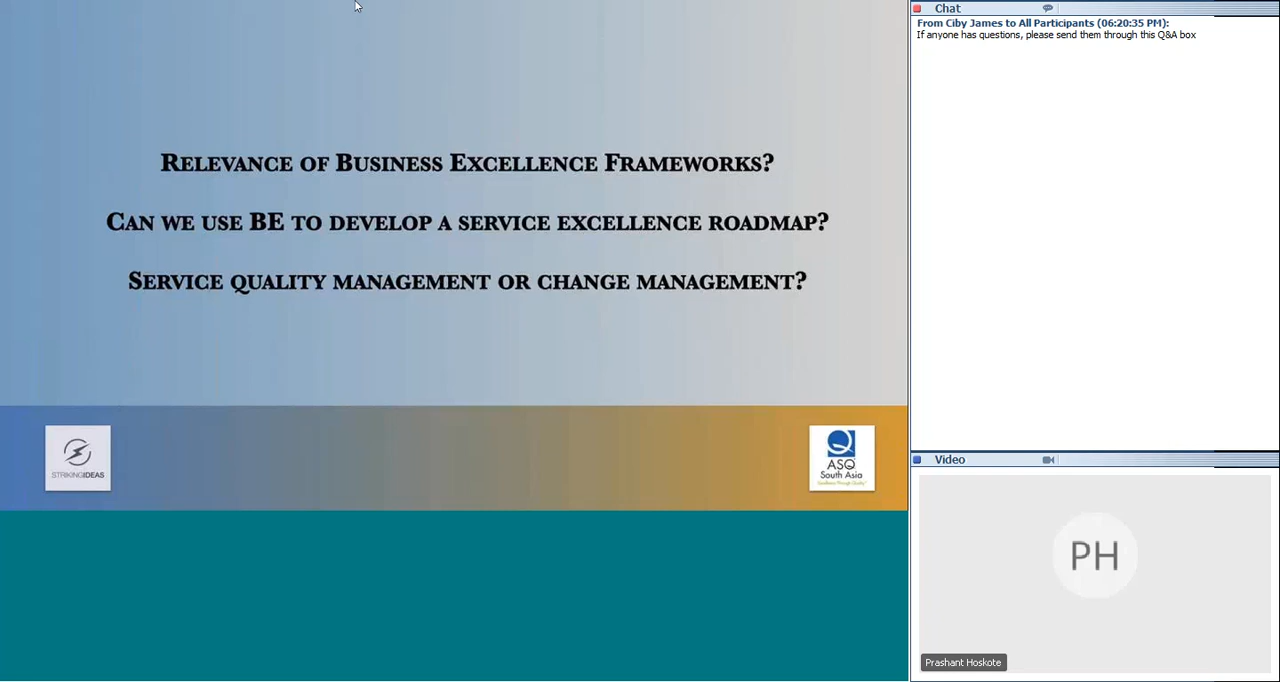 RELEVANCE OF BUSINESS EXCELLENCE FRAMEWORKS?
CAN WE USE BE TO DEVELOP A SERVICE EXCELLENCE ROADMAP?
SERVICE QUALITY MANAGEMENT OR CHANGE MANAGEMENT?
STRIKINGIDEAS
ASQ
South Asia
Chat
From Ciby James to All Participants (06:20:35 PM):
If anyone has questions, please send them through this Q&A box
Video
PH
Prashant Hoskote